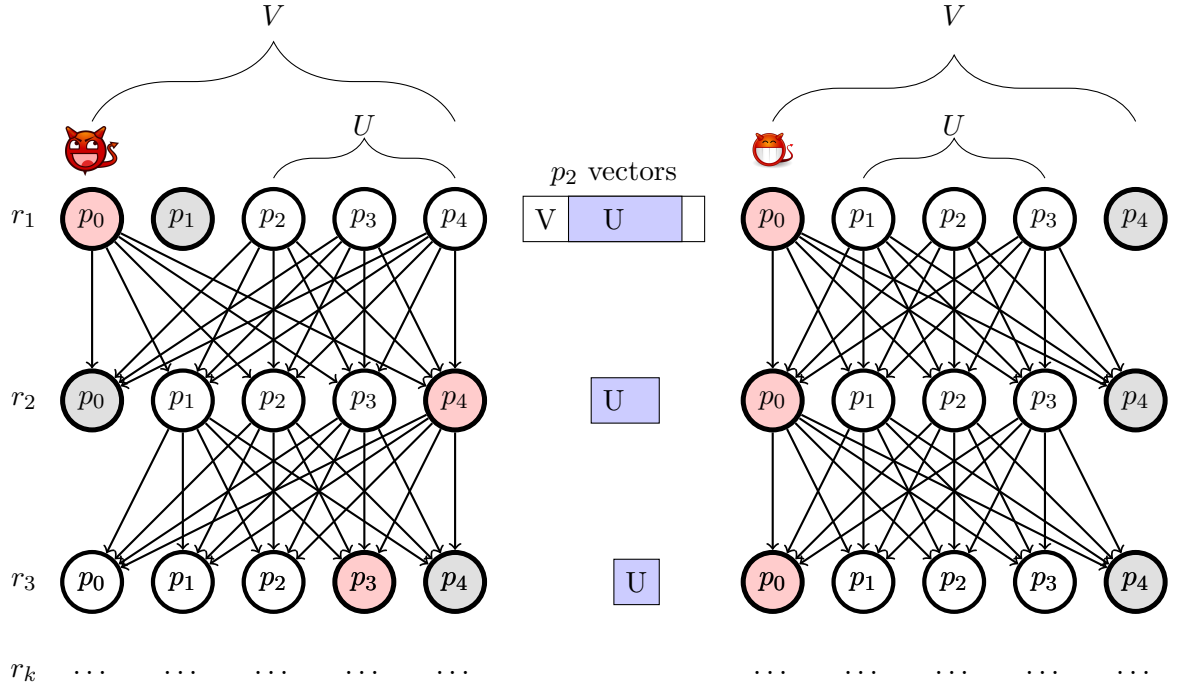 V V
U U
p₂ vectors
r₁ p₀ p₁ p₂ p₃ p₄ V U p₀ p₁ p₂ p₃ p₄
r₂ p₀ p₁ p₂ p₃ p₄ U p₀ p₁ p₂ p₃ p₄
r₃ p₀ p₁ p₂ p₃ p₄ U p₀ p₁ p₂ p₃ p₄
rₖ ... ... ... ... ... ... ... ... ... ...